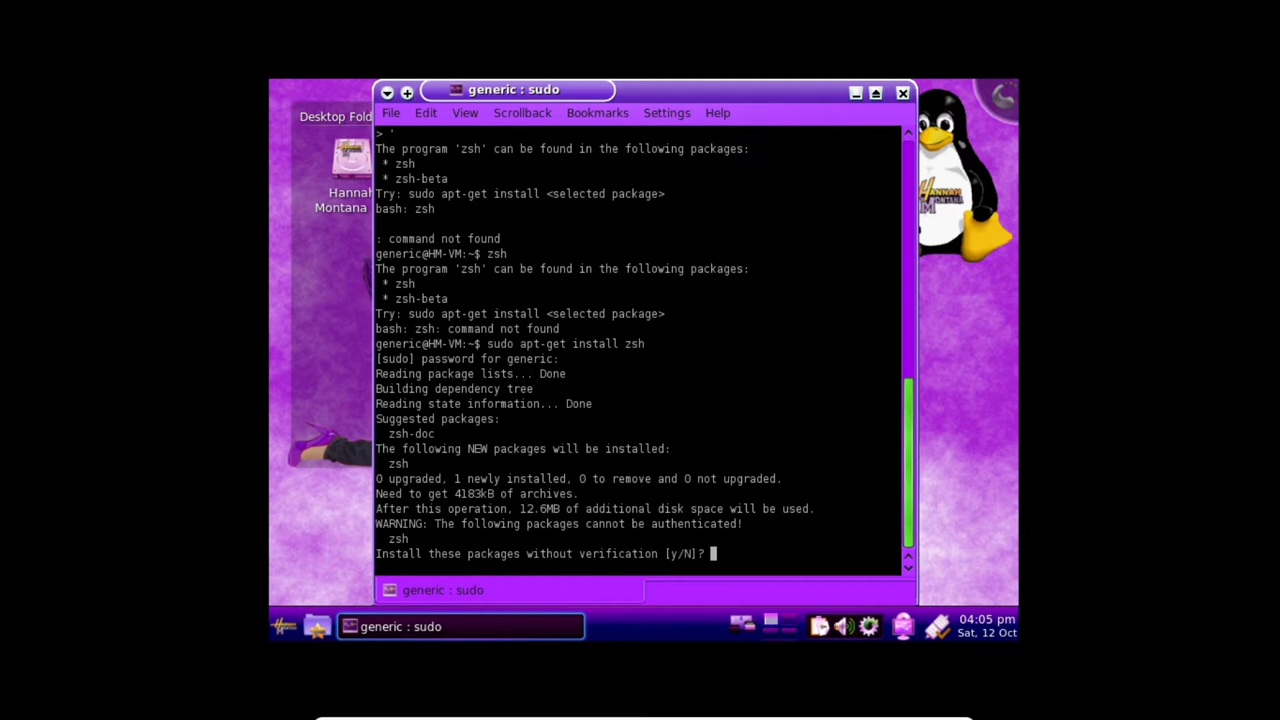 generic : sudo
File Edit View Scrollback Bookmarks Settings Help
Desktop Fold
Hannah
Montana
> '
The program 'zsh' can be found in the following packages:
* zsh
* zsh-beta
Try: sudo apt-get install <selected package>
bash: zsh
: command not found
generic@HM-VM:~$ zsh
The program 'zsh' can be found in the following packages:
* zsh
* zsh-beta
Try: sudo apt-get install <selected package>
bash: zsh: command not found
generic@HM-VM:~$ sudo apt-get install zsh
[sudo] password for generic:
Reading package lists... Done
Building dependency tree
Reading state information... Done
Suggested packages:
zsh-doc
The following NEW packages will be installed:
zsh
0 upgraded, 1 newly installed, 0 to remove and 0 not upgraded.
Need to get 4183kB of archives.
After this operation, 12.6MB of additional disk space will be used.
WARNING: The following packages cannot be authenticated!
zsh
Install these packages without verification [y/N]?
generic : sudo
generic : sudo
04:05 pm
Sat, 12 Oct